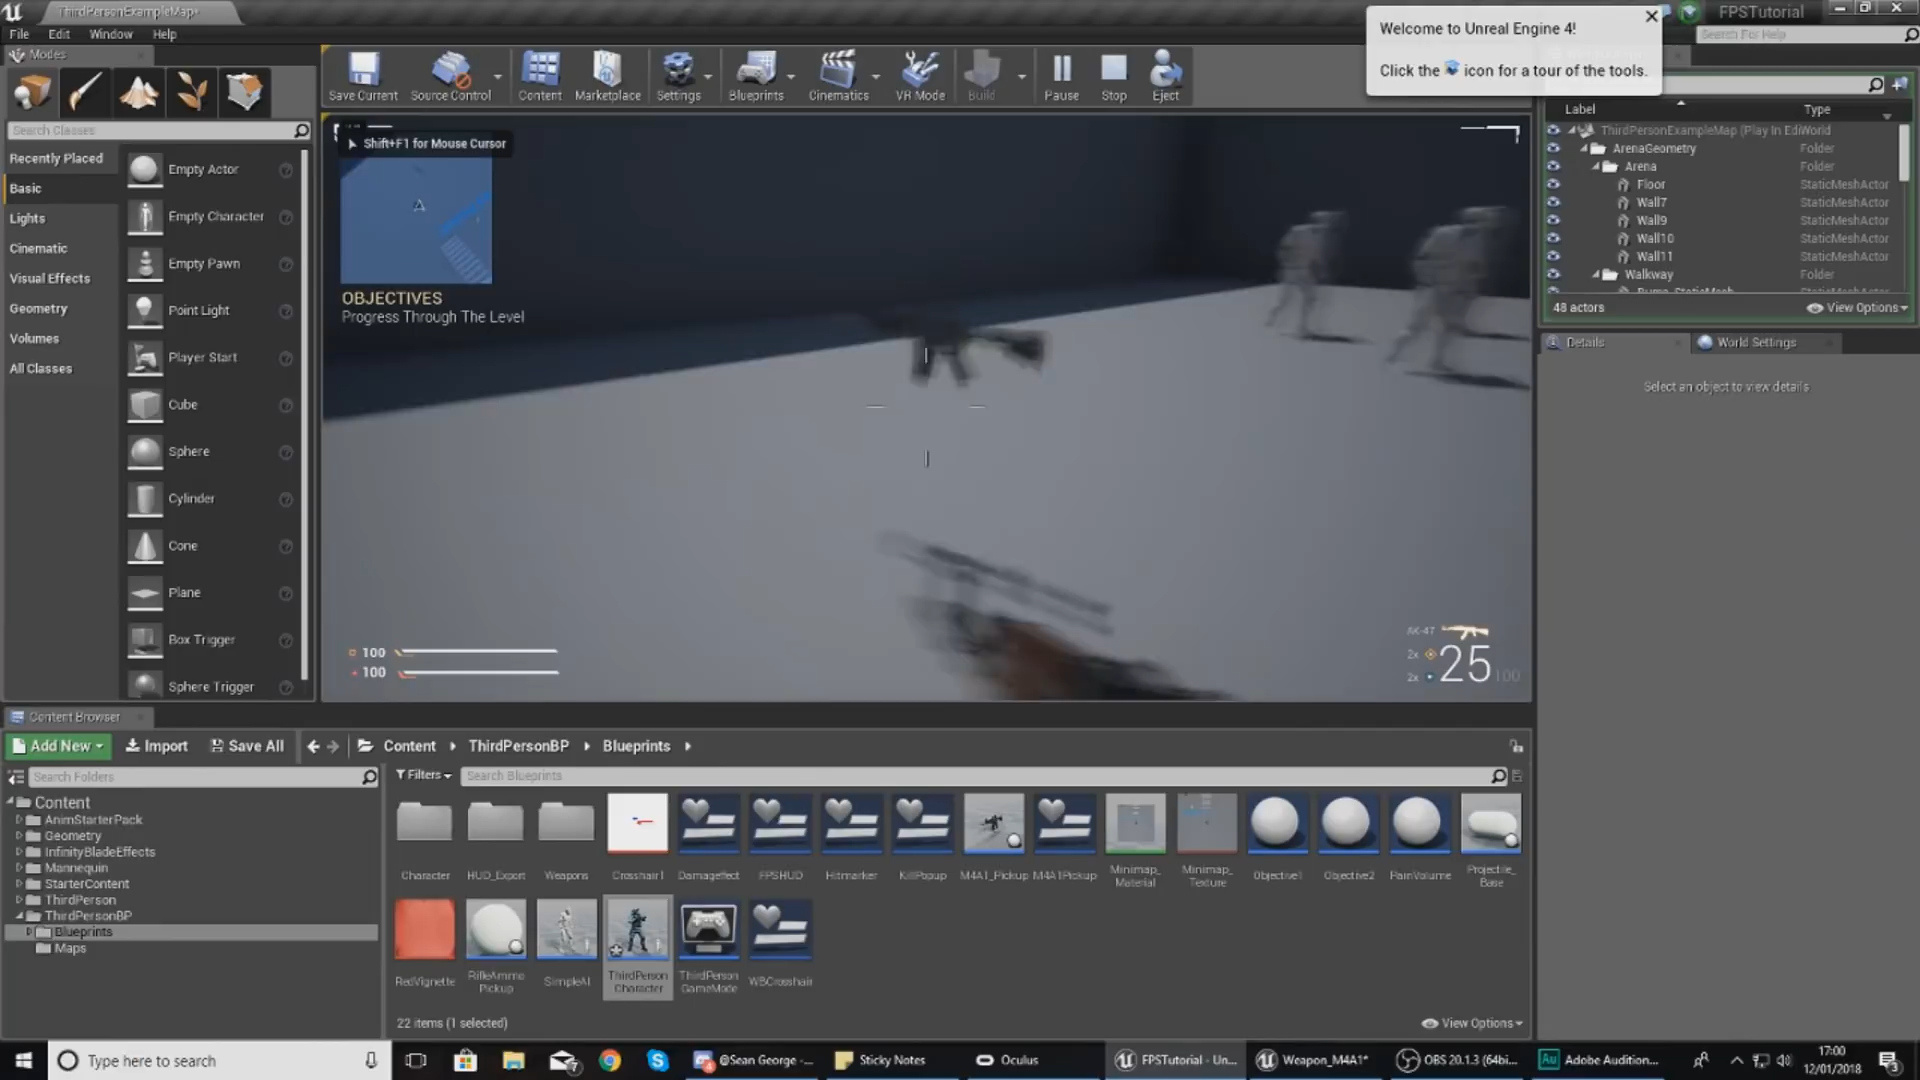 ThirdPersonExampleMap*
FPSTutorial
File Edit Window Help
Search For Help
Welcome to Unreal Engine 4!
Click the icon for a tour of the tools.
Modes
Save Current
Source Control
Content
Marketplace
Settings
Blueprints
Cinematics
VR Mode
Build
Pause
Stop
Eject
Search Classes
Recently Placed
Basic
Lights
Cinematic
Visual Effects
Geometry
Volumes
All Classes
Empty Actor
Empty Character
Empty Pawn
Point Light
Player Start
Cube
Sphere
Cylinder
Cone
Plane
Box Trigger
Sphere Trigger
Shift+F1 for Mouse Cursor
OBJECTIVES
Progress Through The Level
100
100
AK-47
2x
25 100
2x
Label Type
ThirdPersonExampleMap (Play In Edi World
ArenaGeometry Folder
Arena Folder
Floor StaticMeshActor
Wall7 StaticMeshActor
Wall9 StaticMeshActor
Wall10 StaticMeshActor
Wall11 StaticMeshActor
Walkway Folder
48 actors View Options
Details World Settings
Select an object to view details
Content Browser
Add New Import Save All Content ThirdPersonBP Blueprints
Search Folders
Filters Search Blueprints
Content
AnimStarterPack
Geometry
InfinityBladeEffects
Mannequin
StarterContent
ThirdPerson
ThirdPersonBP
Blueprints
Maps
Character
HUD_Export
Weapons
Crosshair1
Dameffect
FPSHUD
Hitmarker
KillPopup
M4A1_Pickup
M4A1Pickup
Minimap_
Material
Minimap_
Texture
Objective1
Objective2
PainVolume
Projectile_
Base
RedVignette
RifleAmmo
Pickup
SimpleAI
ThirdPerson
Character
ThirdPerson
GameMode
WBCrosshair
22 items (1 selected)
View Options
Type here to search
7
4
@Sean George -...
Sticky Notes
Oculus
FPSTutorial - Un...
Weapon_M4A1*
OBS 20.1.3 (64bi...
Au
Adobe Audition...
17:00
12/01/2018
3